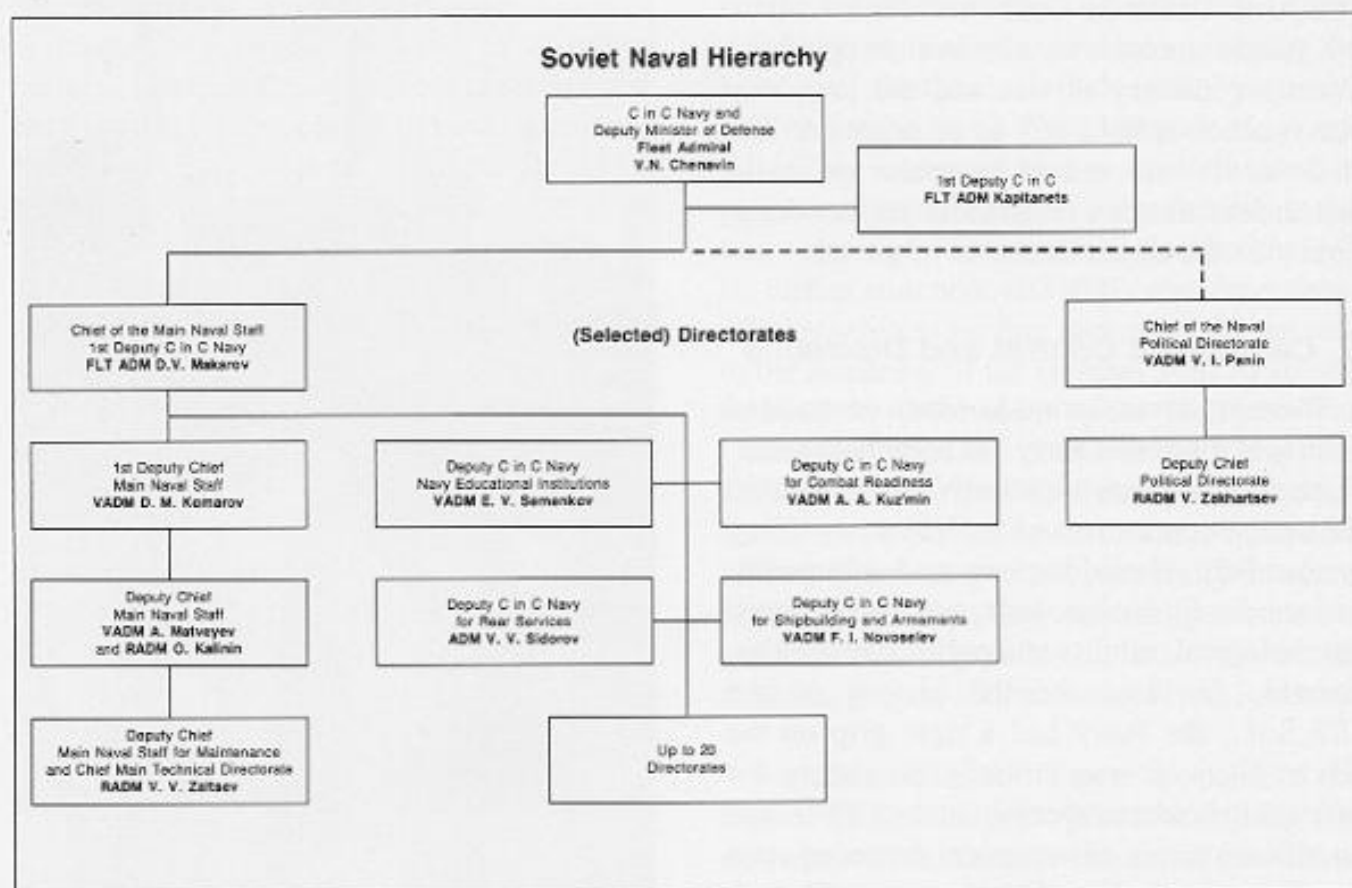 Soviet Naval Hierarchy
C in C Navy and
Deputy Minister of Defense
Fleet Admiral
V.N. Chenavin
1st Deputy C in C
FLT ADM Kapitanets
Chief of the Main Naval Staff
1st Deputy C in C Navy
FLT ADM D.V. Makarov
(Selected) Directorates
Chief of the Naval
Political Directorate
VADM V. I. Panin
1st Deputy Chief
Main Naval Staff
VADM D. M. Komarov
Deputy C in C Navy
Navy Educational Institutions
VADM E. V. Semenkov
Deputy C in C Navy
for Combat Readiness
VADM A. A. Kuz'min
Deputy Chief
Political Directorate
RADM V. Zakhartsev
Deputy Chief
Main Naval Staff
VADM A. Matveyev
and RADM O. Kalinin
Deputy C in C Navy
for Rear Services
ADM V. V. Sidorov
Deputy C in C Navy
for Shipbuilding and Armaments
VADM F. I. Novoselev
Deputy Chief
Main Naval Staff for Maintenance
and Chief Main Technical Directorate
RADM V. V. Zaitsev
Up to 20
Directorates